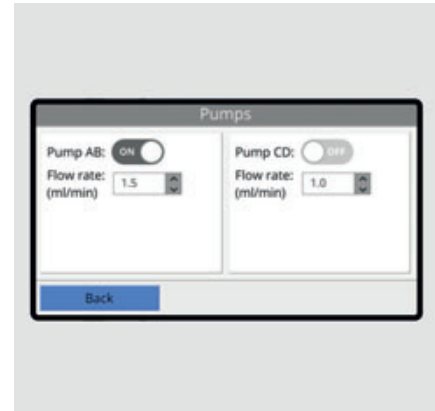 Pumps
Pump AB: ON
Flow rate: 1.5
(ml/min)
Pump CD: OFF
Flow rate: 1.0
(ml/min)
Back